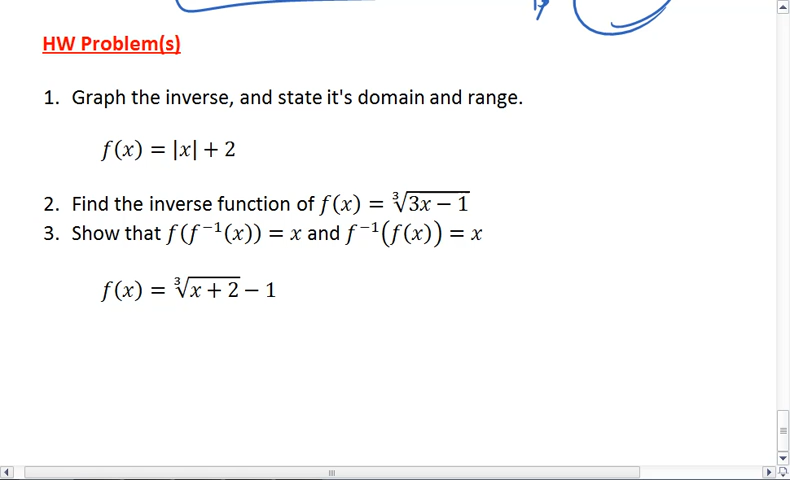 HW Problem(s)
1. Graph the inverse, and state it's domain and range.
f(x) = |x| + 2
2. Find the inverse function of f(x) = ∛(3x − 1)
3. Show that f(f⁻¹(x)) = x and f⁻¹(f(x)) = x
f(x) = ∛(x + 2) − 1